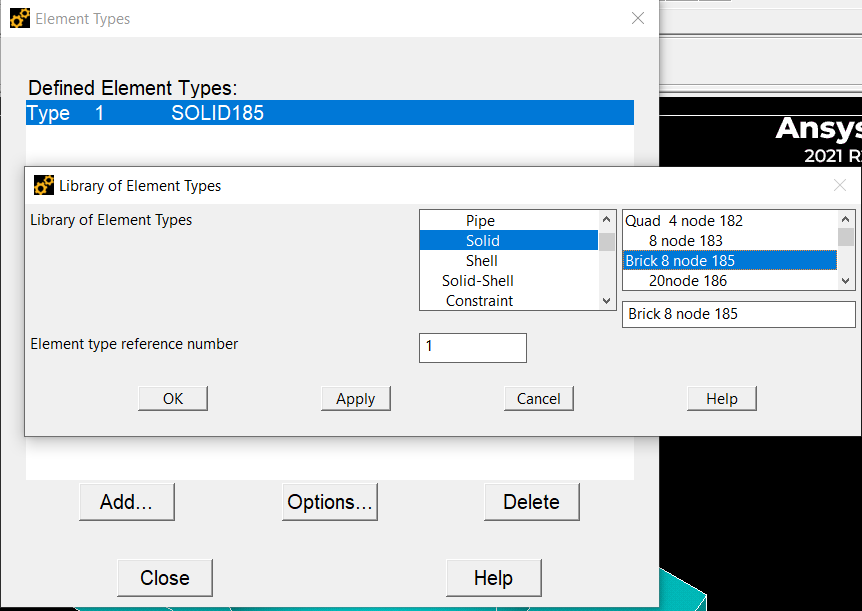 Element Types
Defined Element Types:
Type 1 SOLID185
2021 R
Library of Element Types
Library of Element Types
Pipe
Solid
Shell
Solid-Shell
Constraint
Quad 4 node 182
8 node 183
Brick 8 node 185
20node 186
Brick 8 node 185
Element type reference number
1
OK Apply Cancel Help
Add... Options... Delete
Close Help